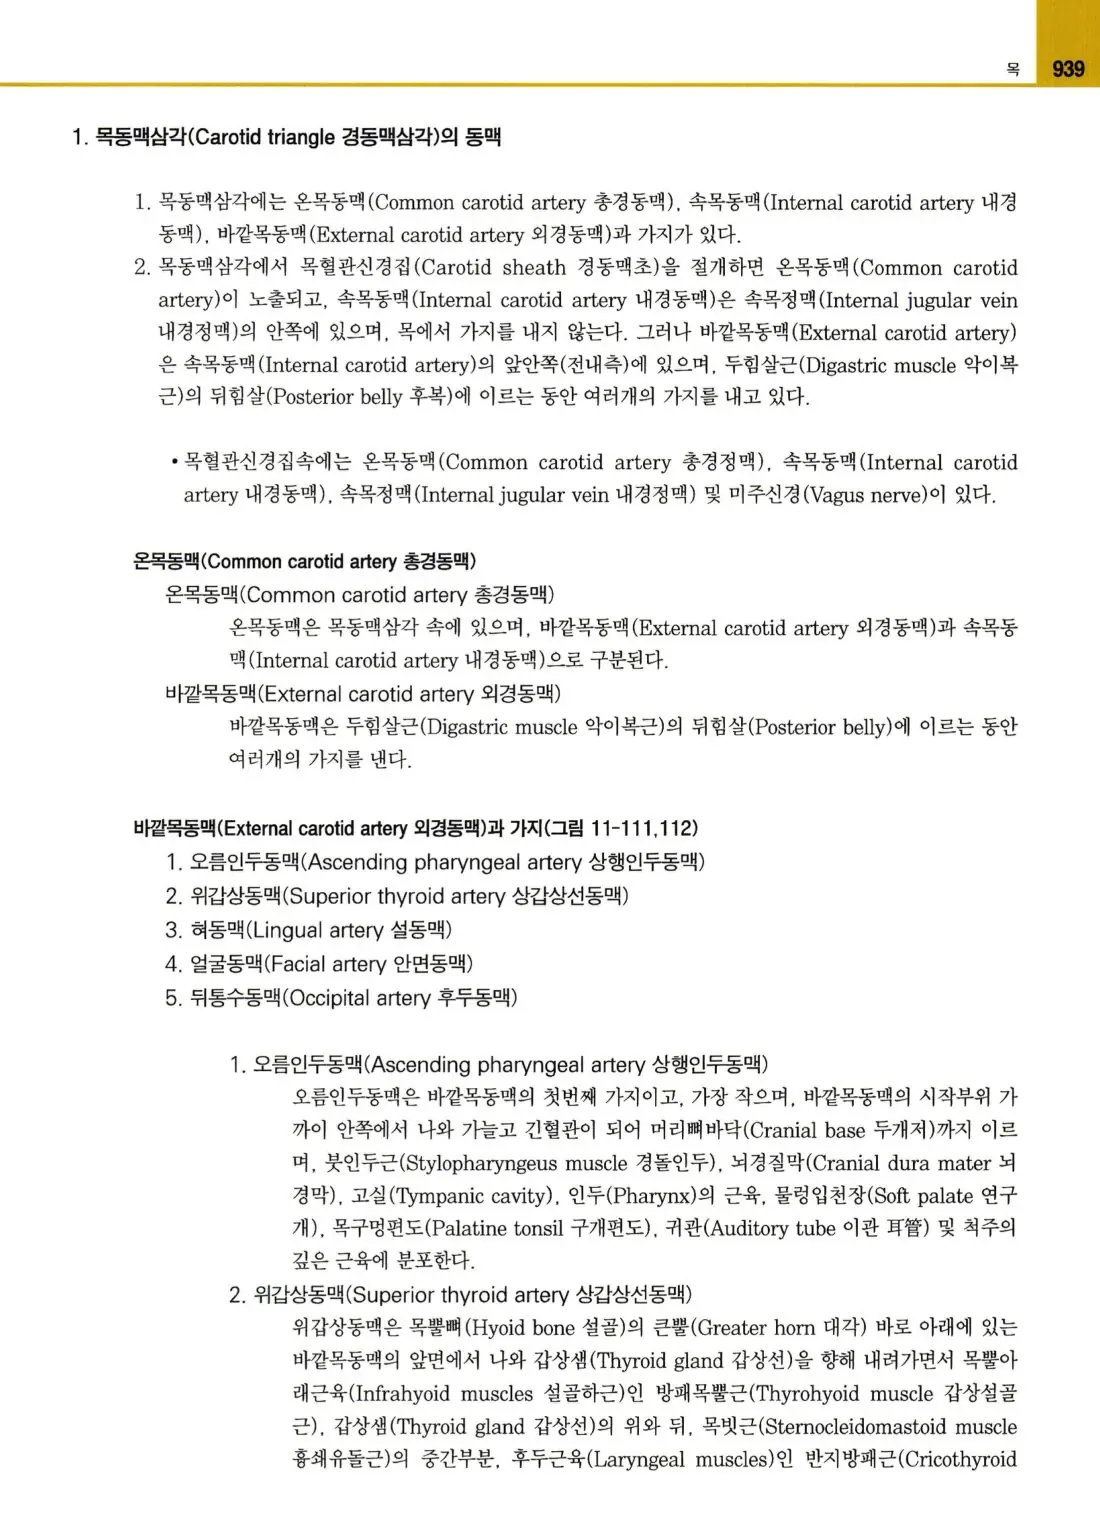 목 939
1. 목동맥삼각(Carotid triangle 경동맥삼각)의 동맥
1. 목동맥삼각에는 온목동맥(Common carotid artery 총경동맥), 속목동맥(Internal carotid artery 내경
동맥), 바깥목동맥(External carotid artery 외경동맥)과 가지가 있다.
2. 목동맥삼각에서 목혈관신경집(Carotid sheath 경동맥초)을 절개하면 온목동맥(Common carotid
artery)이 노출되고, 속목동맥(Internal carotid artery 내경동맥)은 속목정맥(Internal jugular vein
내경정맥)의 안쪽에 있으며, 목에서 가지를 내지 않는다. 그러나 바깥목동맥(External carotid artery)
은 속목동맥(Internal carotid artery)의 앞안쪽(전내측)에 있으며, 두힘살근(Digastric muscle 악이복
근)의 뒤힘살(Posterior belly 후복)에 이르는 동안 여러개의 가지를 내고 있다.
• 목혈관신경집속에는 온목동맥(Common carotid artery 총경정맥), 속목동맥(Internal carotid
artery 내경동맥), 속목정맥(Internal jugular vein 내경정맥) 및 미주신경(Vagus nerve)이 있다.
온목동맥(Common carotid artery 총경동맥)
온목동맥(Common carotid artery 총경동맥)
온목동맥은 목동맥삼각 속에 있으며, 바깥목동맥(External carotid artery 외경동맥)과 속목동
맥(Internal carotid artery 내경동맥)으로 구분된다.
바깥목동맥(External carotid artery 외경동맥)
바깥목동맥은 두힘살근(Digastric muscle 악이복근)의 뒤힘살(Posterior belly)에 이르는 동안
여러개의 가지를 낸다.
바깥목동맥(External carotid artery 외경동맥)과 가지(그림 11-111,112)
1. 오름인두동맥(Ascending pharyngeal artery 상행인두동맥)
2. 위갑상동맥(Superior thyroid artery 상갑상선동맥)
3. 혀동맥(Lingual artery 설동맥)
4. 얼굴동맥(Facial artery 안면동맥)
5. 뒤통수동맥(Occipital artery 후두동맥)
1. 오름인두동맥(Ascending pharyngeal artery 상행인두동맥)
오름인두동맥은 바깥목동맥의 첫번째 가지이고, 가장 작으며, 바깥목동맥의 시작부위 가
까이 안쪽에서 나와 가늘고 긴혈관이 되어 머리뼈바닥(Cranial base 두개저)까지 이르
며, 붓인두근(Stylopharyngeus muscle 경돌인두), 뇌경질막(Cranial dura mater 뇌
경막), 고실(Tympanic cavity), 인두(Pharynx)의 근육, 물렁입천장(Soft palate 연구
개), 목구멍편도(Palatine tonsil 구개편도), 귀관(Auditory tube 이관 耳管) 및 척주의
깊은 근육에 분포한다.
2. 위갑상동맥(Superior thyroid artery 상갑상선동맥)
위갑상동맥은 목뿔뼈(Hyoid bone 설골)의 큰뿔(Greater horn 대각) 바로 아래에 있는
바깥목동맥의 앞면에서 나와 갑상샘(Thyroid gland 갑상선)을 향해 내려가면서 목뿔아
래근육(Infrahyoid muscles 설골하근)인 방패목뿔근(Thyrohyoid muscle 갑상설골
근), 갑상샘(Thyroid gland 갑상선)의 위와 뒤, 목빗근(Sternocleidomastoid muscle
흉쇄유돌근)의 중간부분, 후두근육(Laryngeal muscles)인 반지방패근(Cricothyroid